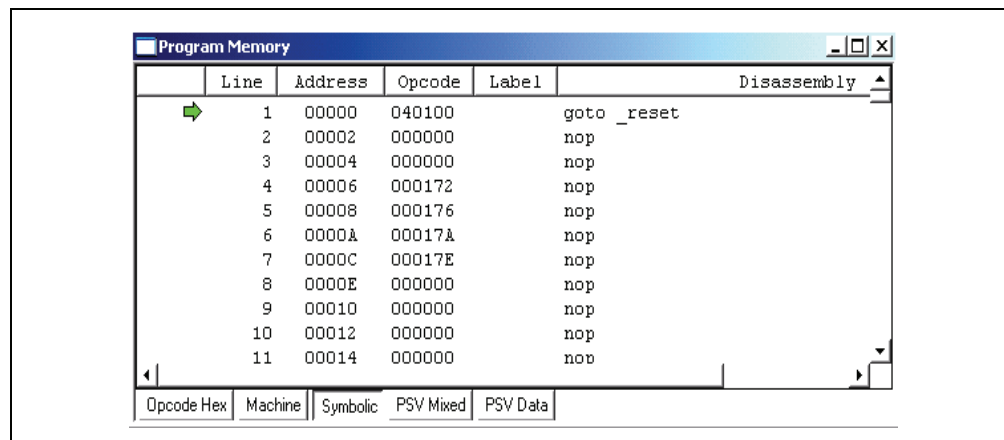 Program Memory
Line Address Opcode Label Disassembly
1 00000 040100 goto _reset
2 00002 000000 nop
3 00004 000000 nop
4 00006 000172 nop
5 00008 000176 nop
6 0000A 00017A nop
7 0000C 00017E nop
8 0000E 000000 nop
9 00010 000000 nop
10 00012 000000 nop
11 00014 000000 nop
Opcode Hex Machine Symbolic PSV Mixed PSV Data